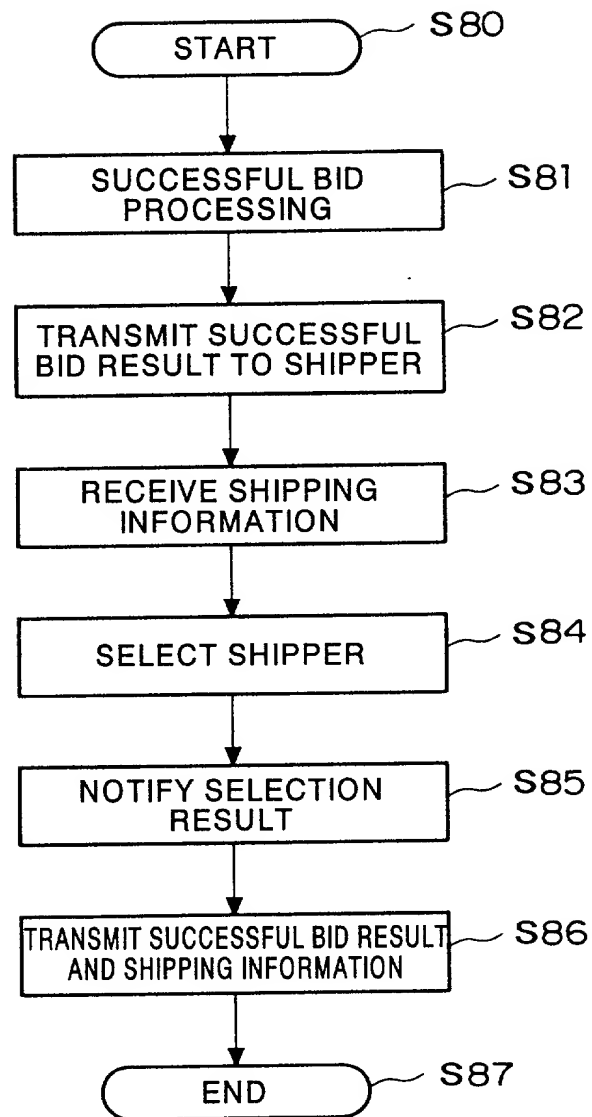 START
S80
SUCCESSFUL BID
PROCESSING
S81
TRANSMIT SUCCESSFUL
BID RESULT TO SHIPPER
S82
RECEIVE SHIPPING
INFORMATION
S83
SELECT SHIPPER
S84
NOTIFY SELECTION
RESULT
S85
TRANSMIT SUCCESSFUL BID RESULT
AND SHIPPING INFORMATION
S86
END
S87